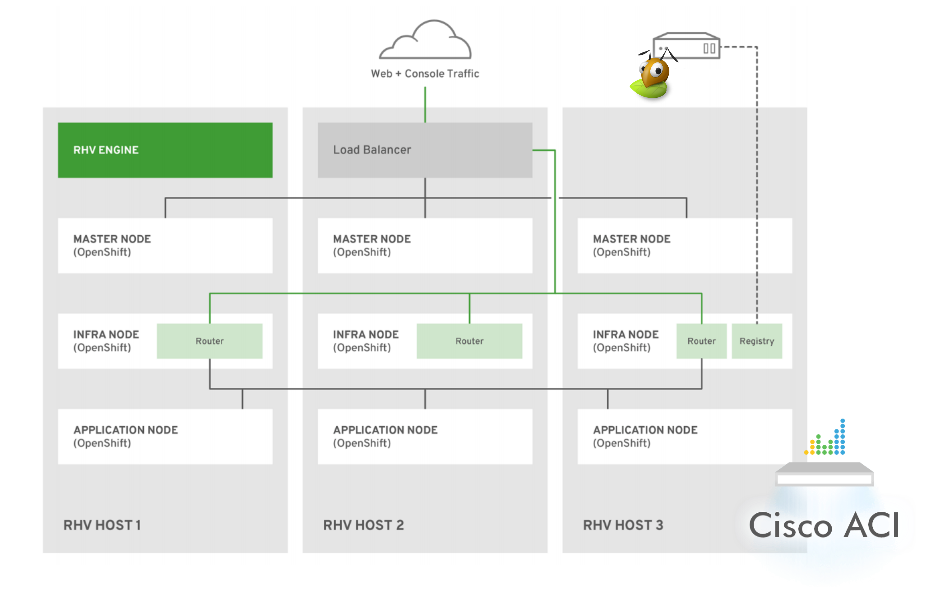 Web + Console Traffic
RHV ENGINE
Load Balancer
MASTER NODE
(OpenShift)
MASTER NODE
(OpenShift)
MASTER NODE
(OpenShift)
INFRA NODE
(OpenShift)
Router
INFRA NODE
(OpenShift)
Router
INFRA NODE
(OpenShift)
Router
Registry
APPLICATION NODE
(OpenShift)
APPLICATION NODE
(OpenShift)
APPLICATION NODE
(OpenShift)
RHV HOST 1
RHV HOST 2
RHV HOST 3
Cisco ACI